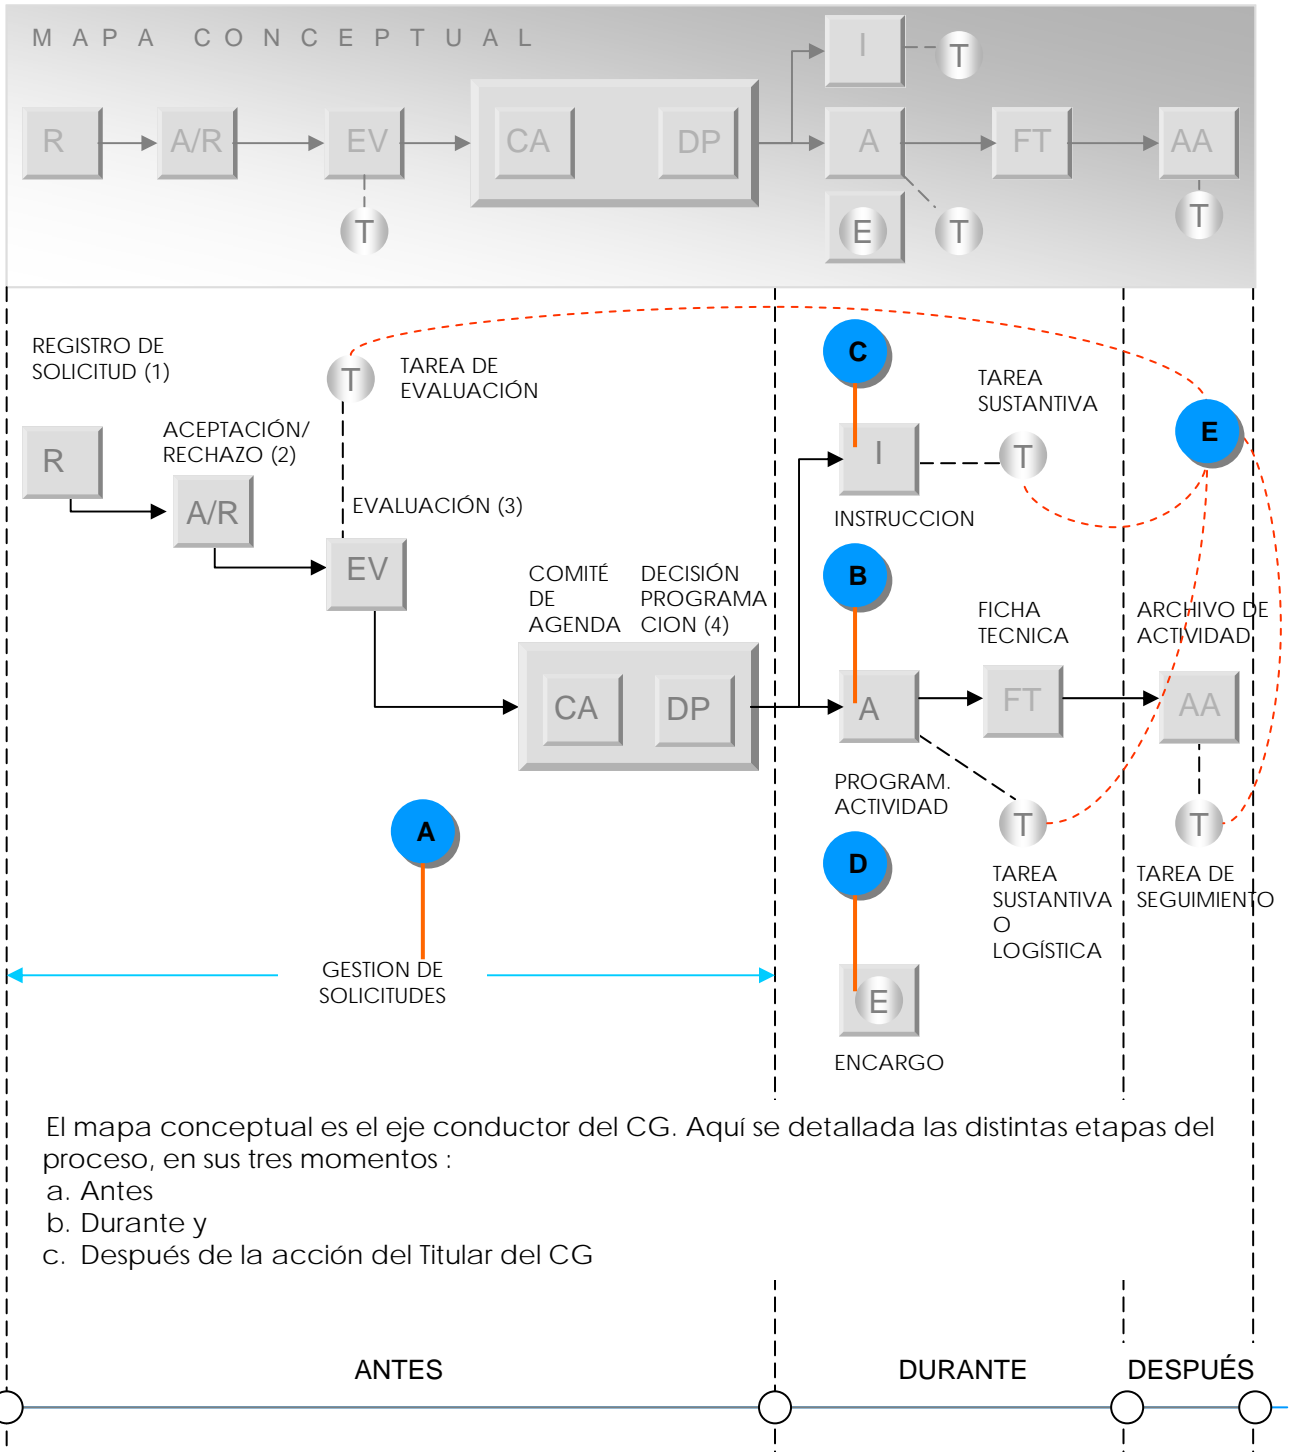 MAPA CONCEPTUAL
I
T
R
A/R
EV
CA
DP
A
FT
AA
T
E
T
T
REGISTRO DE
SOLICITUD (1)
T
TAREA DE
EVALUACIÓN
C
TAREA
SUSTANTIVA
E
ACEPTACIÓN/
RECHAZO (2)
R
I
T
A/R
EVALUACIÓN (3)
INSTRUCCION
EV
COMITÉ
DE
AGENDA
DECISIÓN
PROGRAMA
CION (4)
B
FICHA
TECNICA
ARCHIVO DE
ACTIVIDAD
CA
DP
A
FT
AA
PROGRAM.
ACTIVIDAD
A
T
T
D
TAREA
SUSTANTIVA
O
LOGÍSTICA
TAREA DE
SEGUIMIENTO
GESTION DE
SOLICITUDES
E
ENCARGO
El mapa conceptual es el eje conductor del CG. Aquí se detallada las distintas etapas del
proceso, en sus tres momentos :
a. Antes
b. Durante y
c. Después de la acción del Titular del CG
ANTES
DURANTE
DESPUÉS